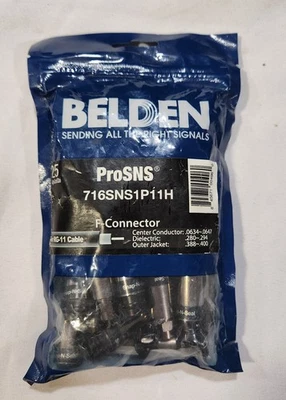 BELDEN
SENDING ALL THE RIGHT SIGNALS
25
ProSNS®
716SNS1P11H
F-Connector
RG-11 Cable
Center Conductor: .0634-.0647
Dielectric: .280-.294
Outer Jacket: .388-.400